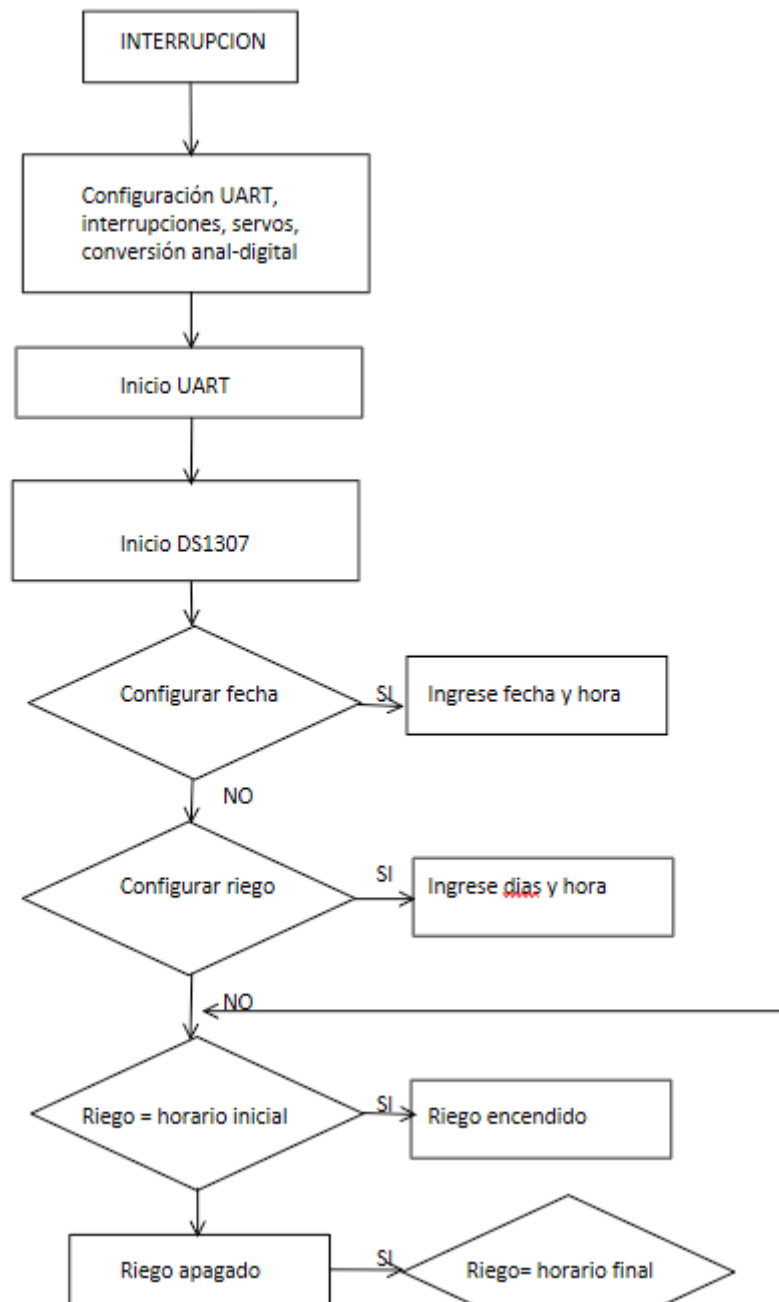 INTERRUPCION
Configuración UART,
interrupciones, servos,
conversión anal-digital
Inicio UART
Inicio DS1307
Configurar fecha
SI
Ingrese fecha y hora
NO
Configurar riego
SI
Ingrese dias y hora
NO
Riego = horario inicial
SI
Riego encendido
Riego apagado
SI
Riego= horario final